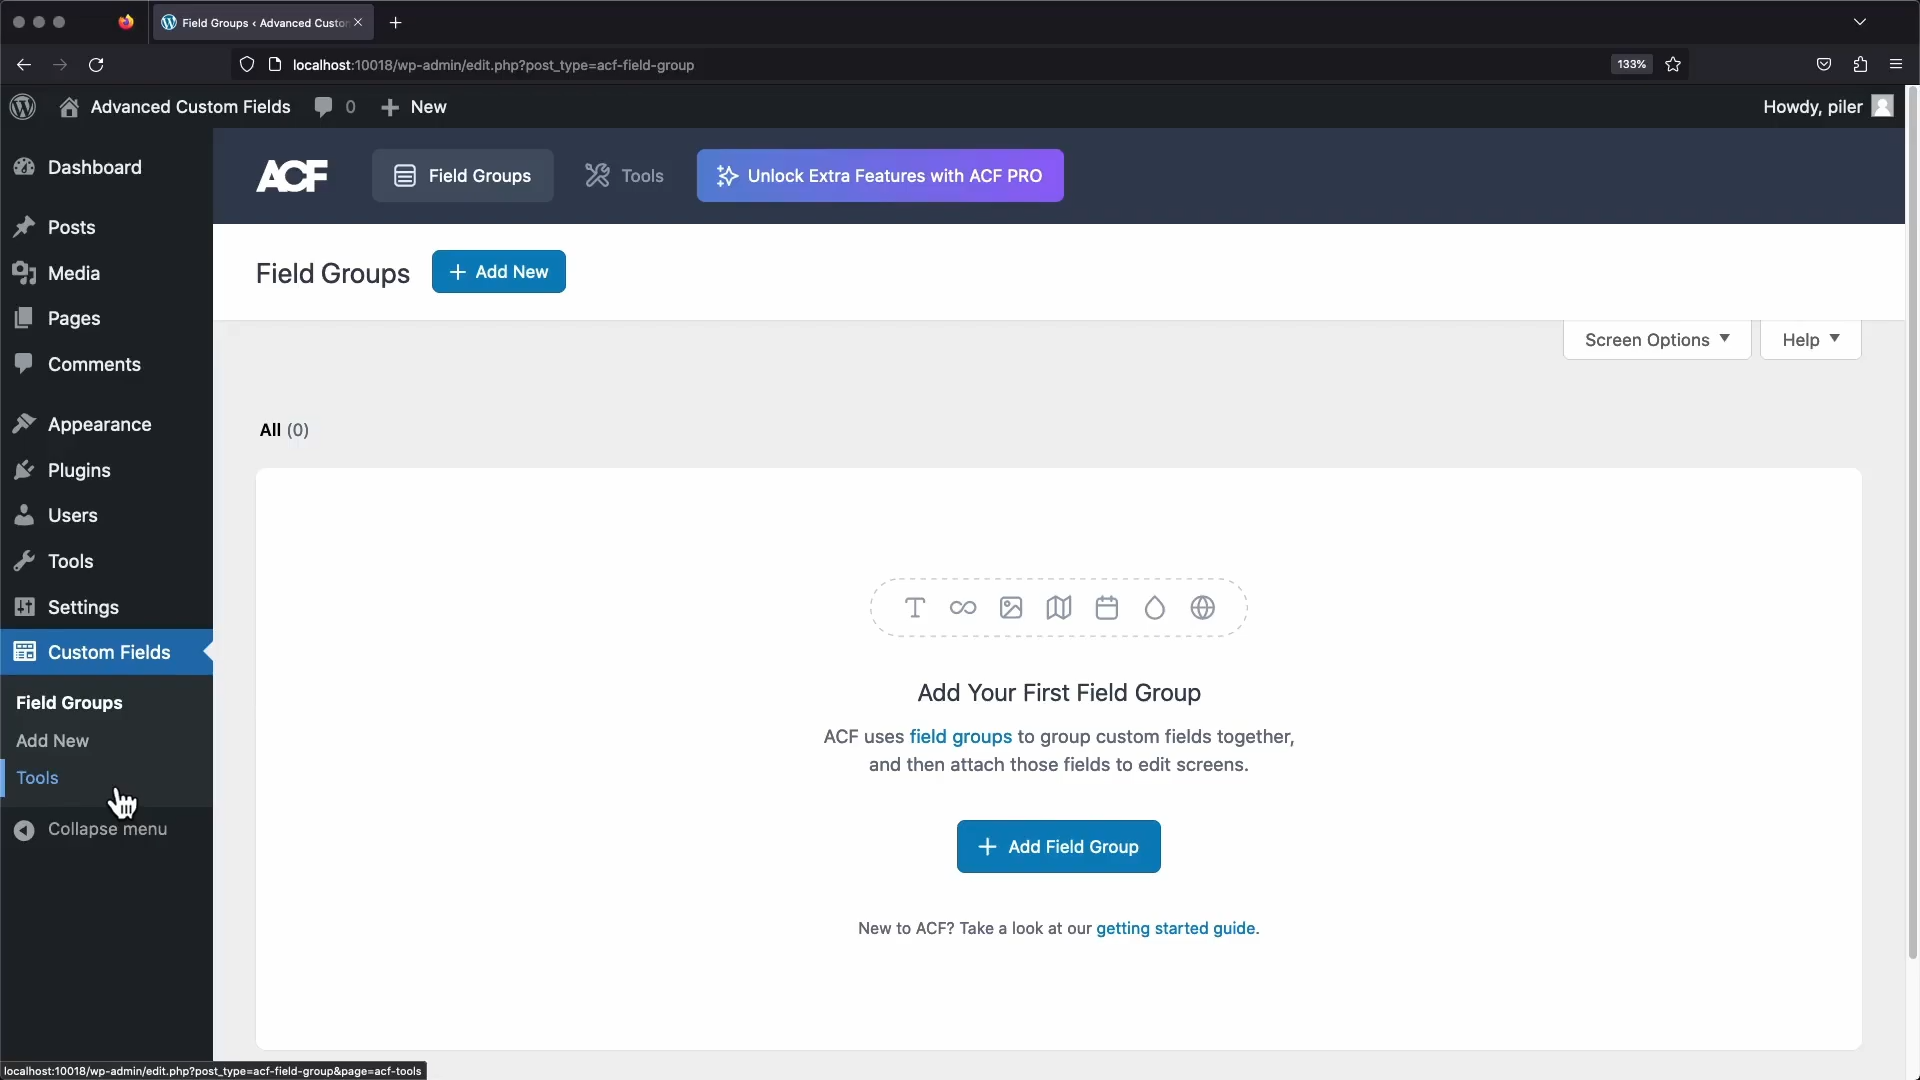 Field Groups ‹ Advanced Custor
localhost:10018/wp-admin/edit.php?post_type=acf-field-group
133%
Advanced Custom Fields
0
New
Howdy, piler
Dashboard
Posts
Media
Pages
Comments
Appearance
Plugins
Users
Tools
Settings
Custom Fields
Field Groups
Add New
Tools
Collapse menu
ACF
Field Groups
Tools
Unlock Extra Features with ACF PRO
Field Groups
Add New
Screen Options
Help
All (0)
Add Your First Field Group
ACF uses field groups to group custom fields together,
and then attach those fields to edit screens.
Add Field Group
New to ACF? Take a look at our getting started guide.
localhost:10018/wp-admin/edit.php?post_type=acf-field-group&page=acf-tools